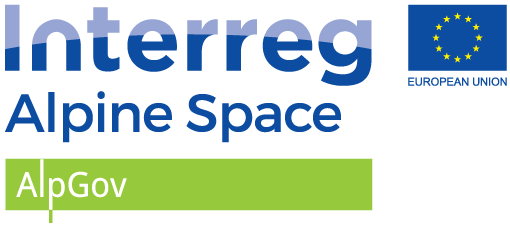 Interreg
EUROPEAN UNION
Alpine Space
AlpGov